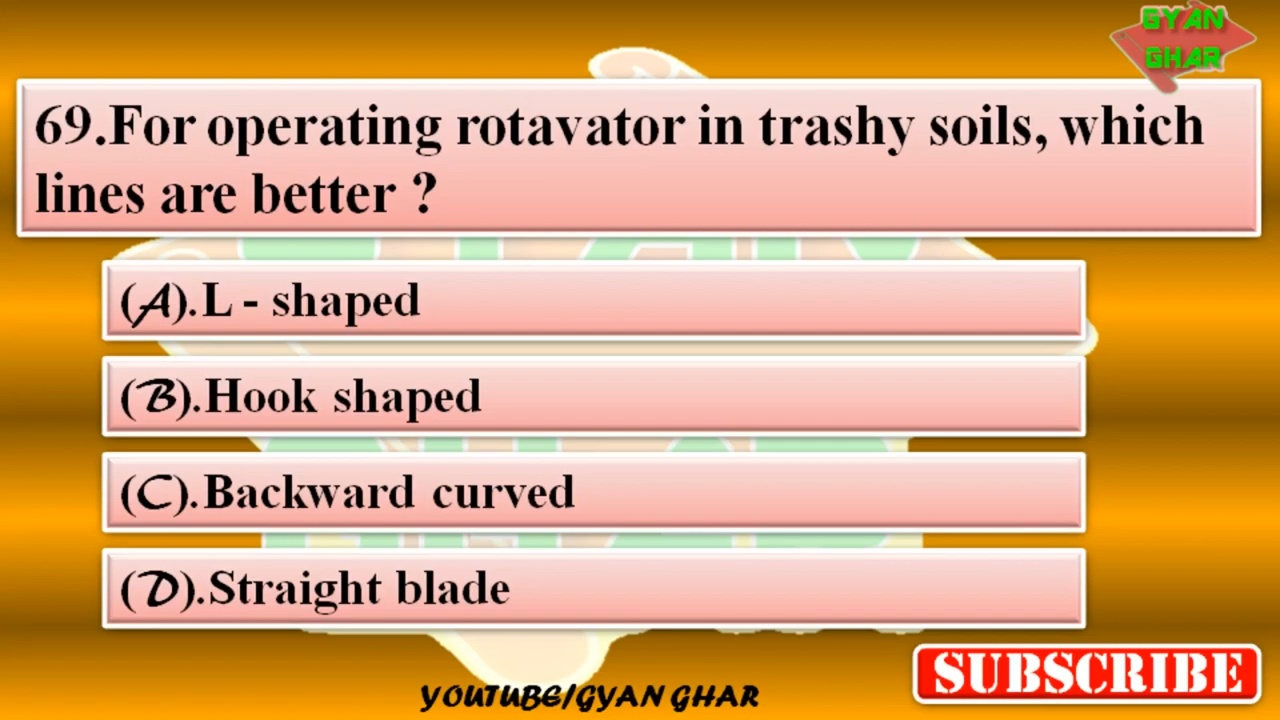 GYAN
GHAR
69.For operating rotavator in trashy soils, which
lines are better ?
(A).L - shaped
(B).Hook shaped
(C).Backward curved
(D).Straight blade
SUBSCRIBE
YOUTUBE/GYAN GHAR